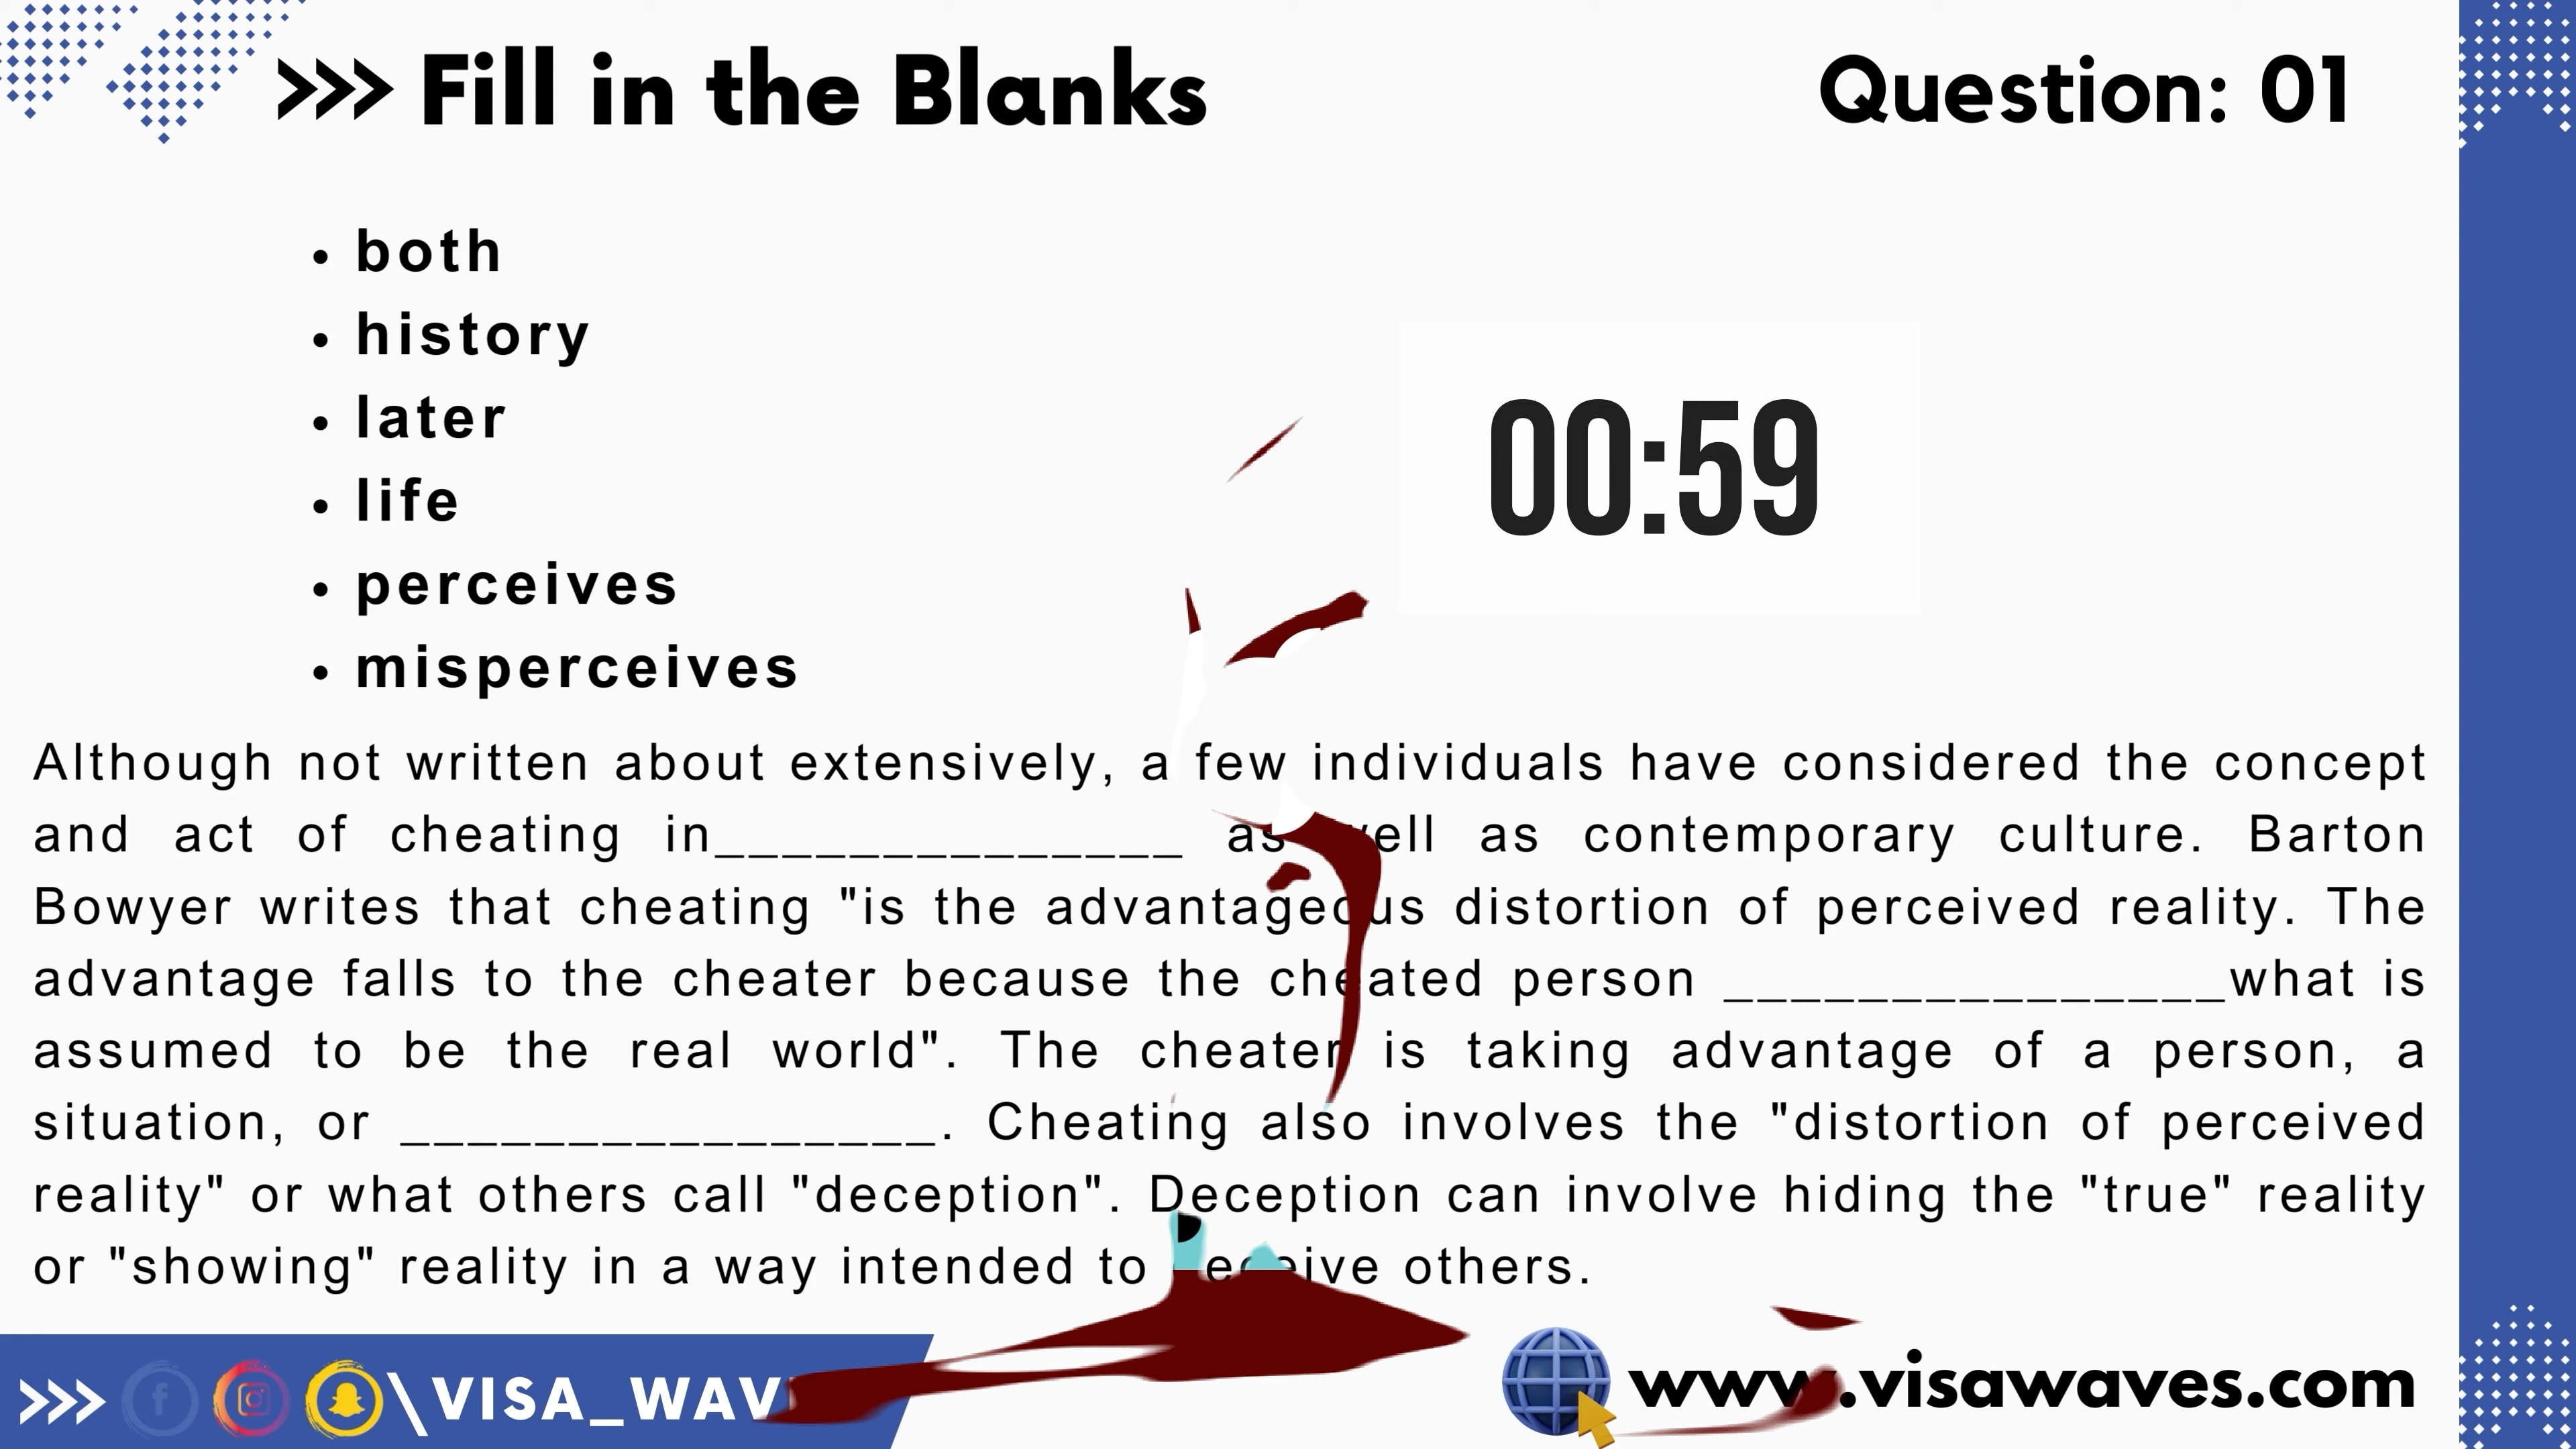 >>> Fill in the Blanks
Question: 01
• both
• history
• later
• life
• perceives
• misperceives
00:59
Although not written about extensively, a few individuals have considered the concept
and act of cheating in______________ as well as contemporary culture. Barton
Bowyer writes that cheating "is the advantageous distortion of perceived reality. The
advantage falls to the cheater because the cheated person _______________what is
assumed to be the real world". The cheater is taking advantage of a person, a
situation, or ________________. Cheating also involves the "distortion of perceived
reality" or what others call "deception". Deception can involve hiding the "true" reality
or "showing" reality in a way intended to others.
>>> \VISA_WAV
www.visawaves.com